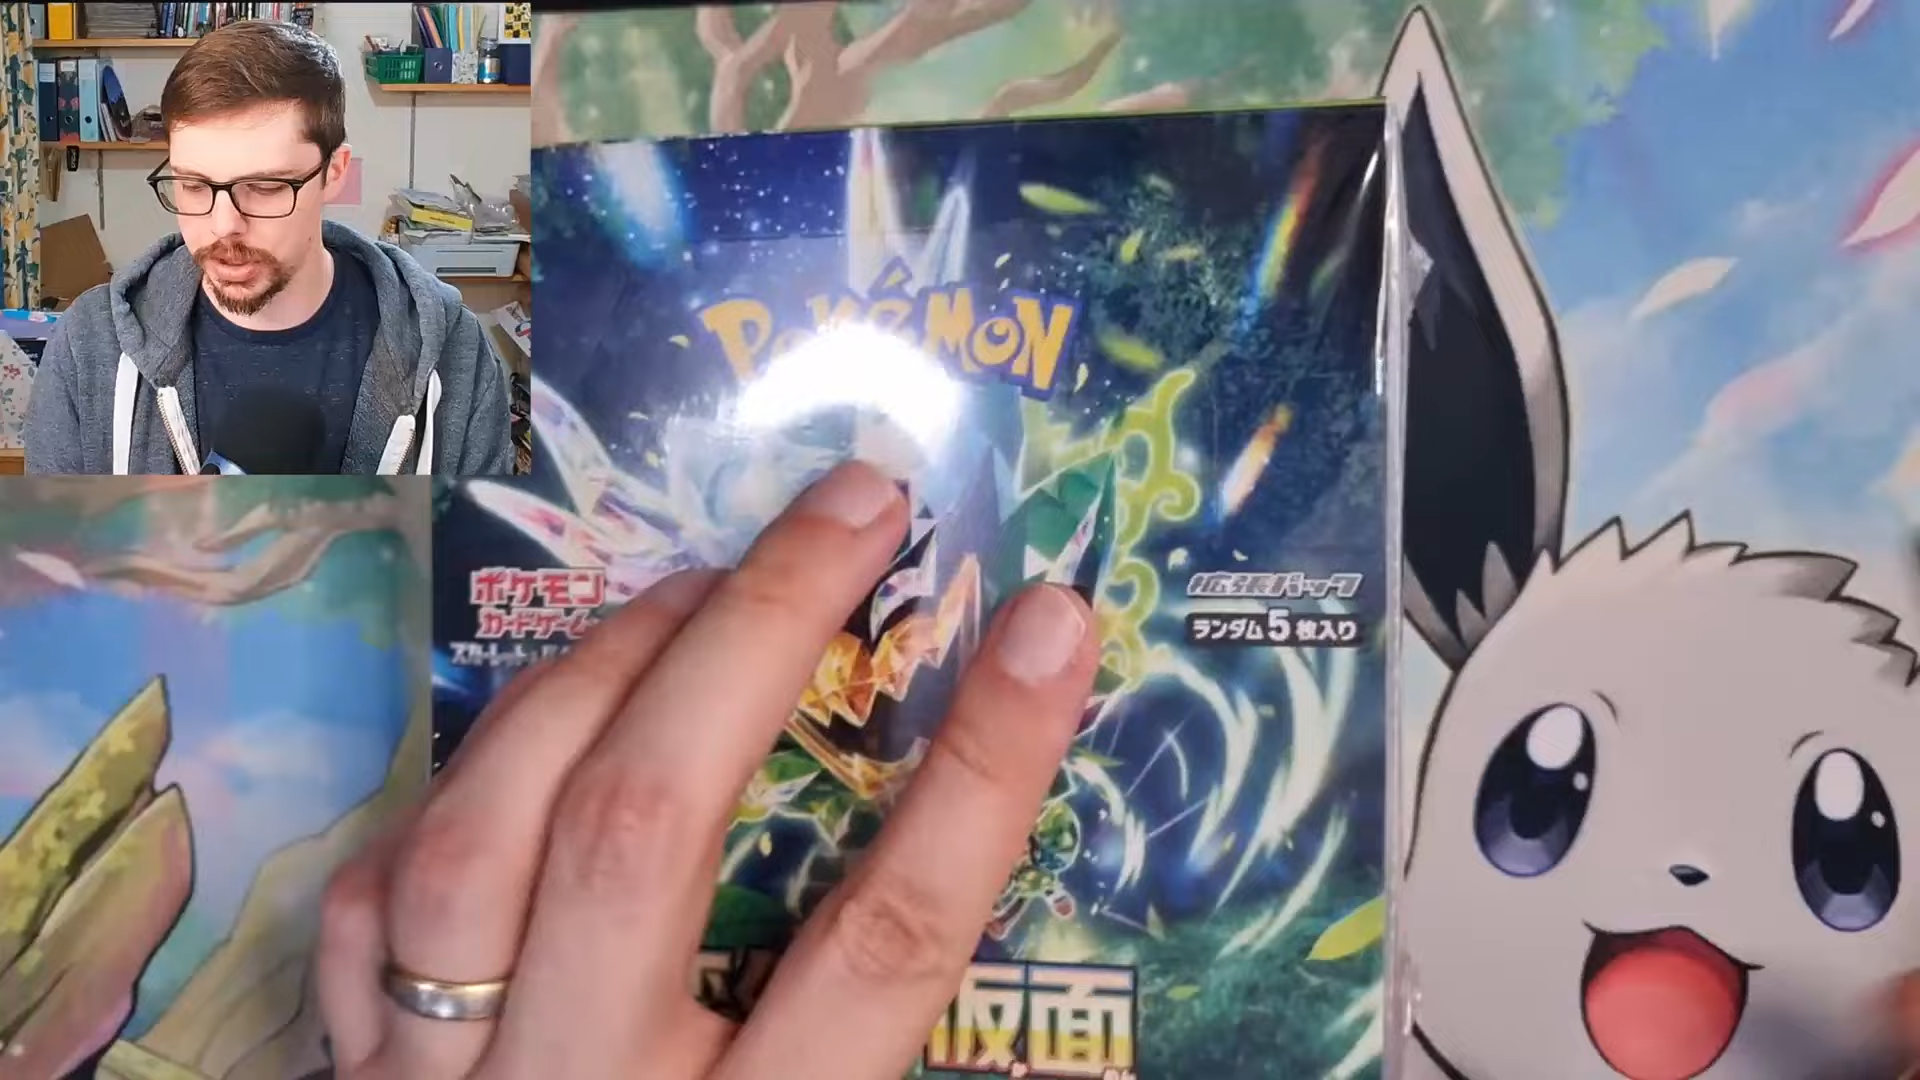 POKéMON
ポケモン
カードゲーム
拡張パック
ランダム5枚入り
仮面